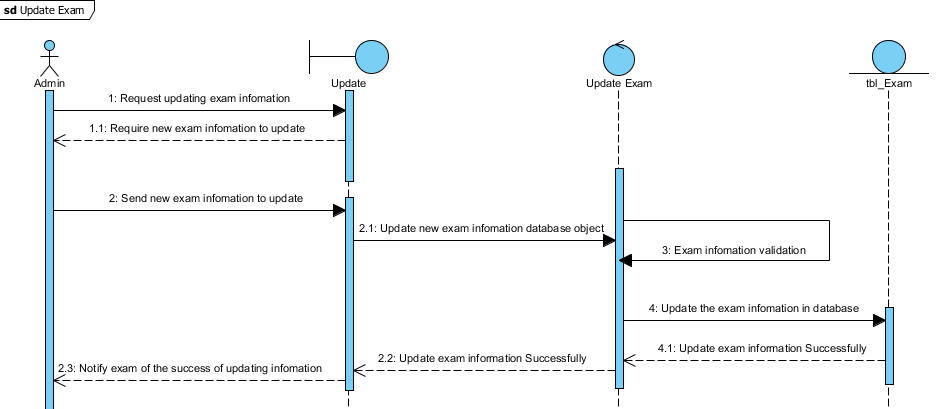 sd Update Exam
Admin
Update
Update Exam
tbl_Exam
1: Request updating exam infomation
1.1: Require new exam infomation to update
2: Send new exam infomation to update
2.1: Update new exam infomation database object
3: Exam infomation validation
4: Update the exam infomation in database
4.1: Update exam information Successfully
2.2: Update exam information Successfully
2.3: Notify exam of the success of updating infomation